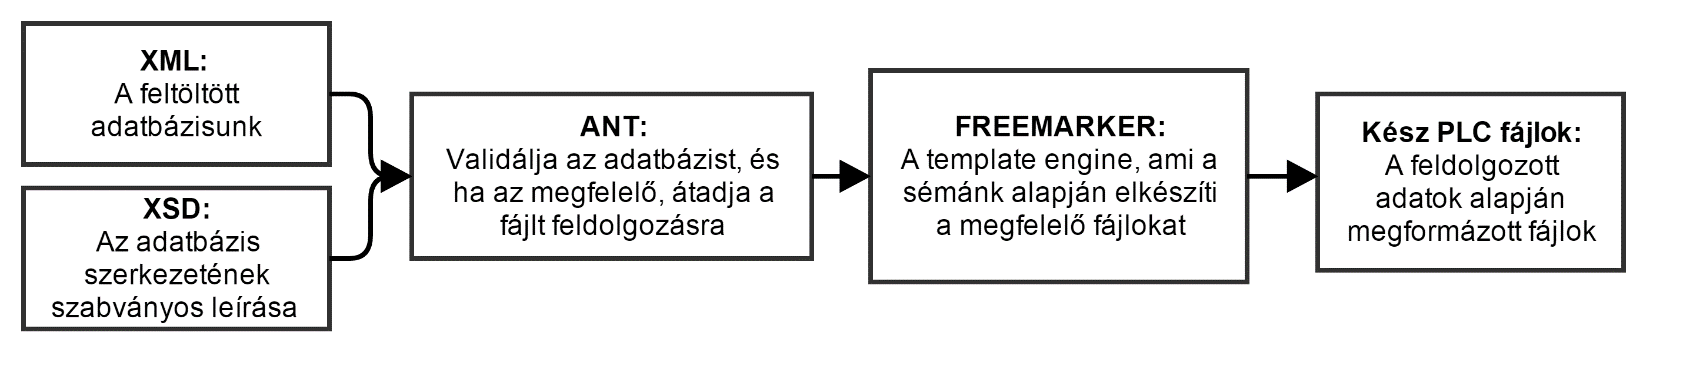 XML:
A feltöltött
adatbázisunk
XSD:
Az adatbázis
szerkezetének
szabványos leírása
ANT:
Validálja az adatbázist, és
ha az megfelelő, átadja a
fájlt feldolgozásra
FREEMARKER:
A template engine, ami a
sémánk alapján elkészíti
a megfelelő fájlokat
Kész PLC fájlok:
A feldolgozott
adatok alapján
megformázott fájlok